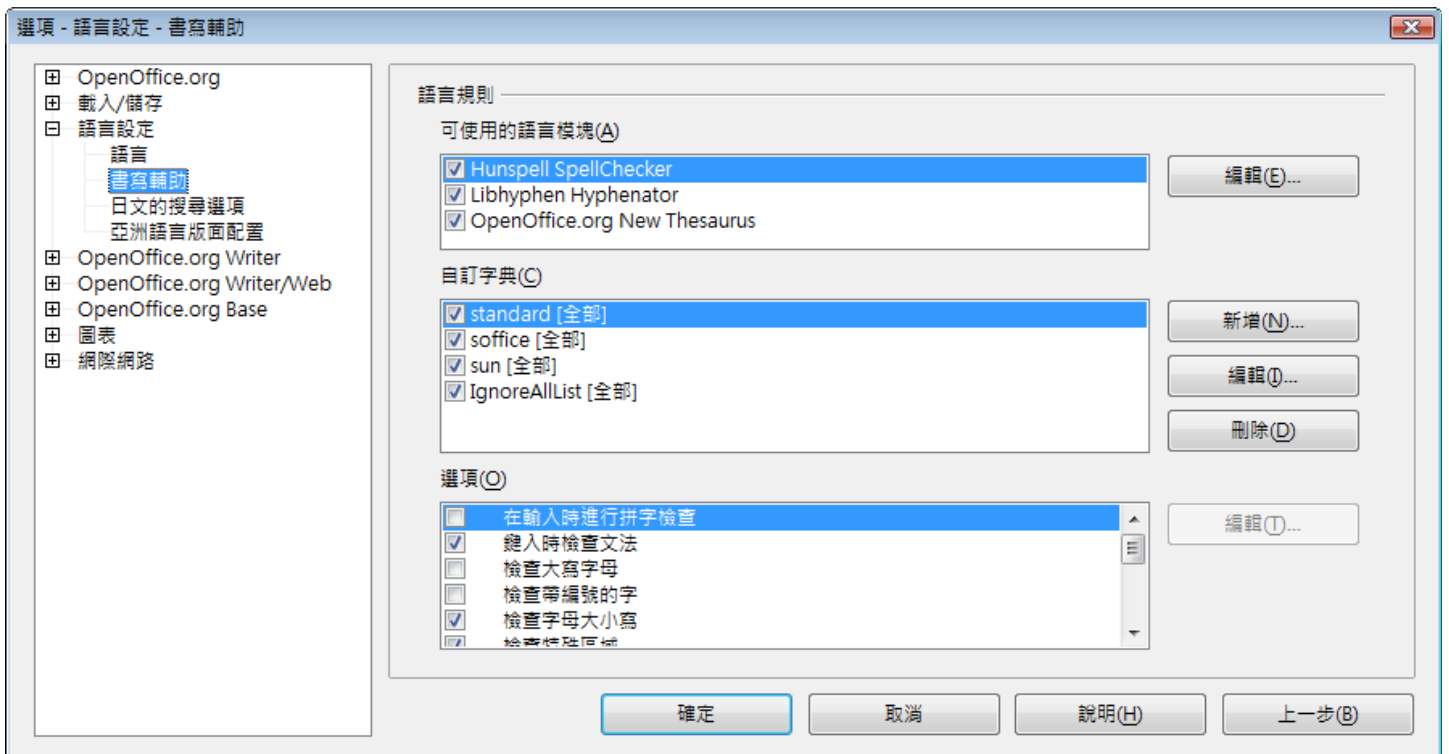 選項 - 語言設定 - 書寫輔助
OpenOffice.org
載入/儲存
語言設定
語言
書寫輔助
日文的搜尋選項
亞洲語言版面配置
OpenOffice.org Writer
OpenOffice.org Writer/Web
OpenOffice.org Base
圖表
網際網路
語言規則
可使用的語言模塊(A)
Hunspell SpellChecker
Libhyphen Hyphenator
OpenOffice.org New Thesaurus
編輯(E)...
自訂字典(C)
standard [全部]
soffice [全部]
sun [全部]
IgnoreAllList [全部]
新增(N)...
編輯(I)...
刪除(D)
選項(O)
在輸入時進行拼字檢查
鍵入時檢查文法
檢查大寫字母
檢查帶編號的字
檢查字母大小寫
檢查特殊區域
編輯(T)...
確定
取消
說明(H)
上一步(B)